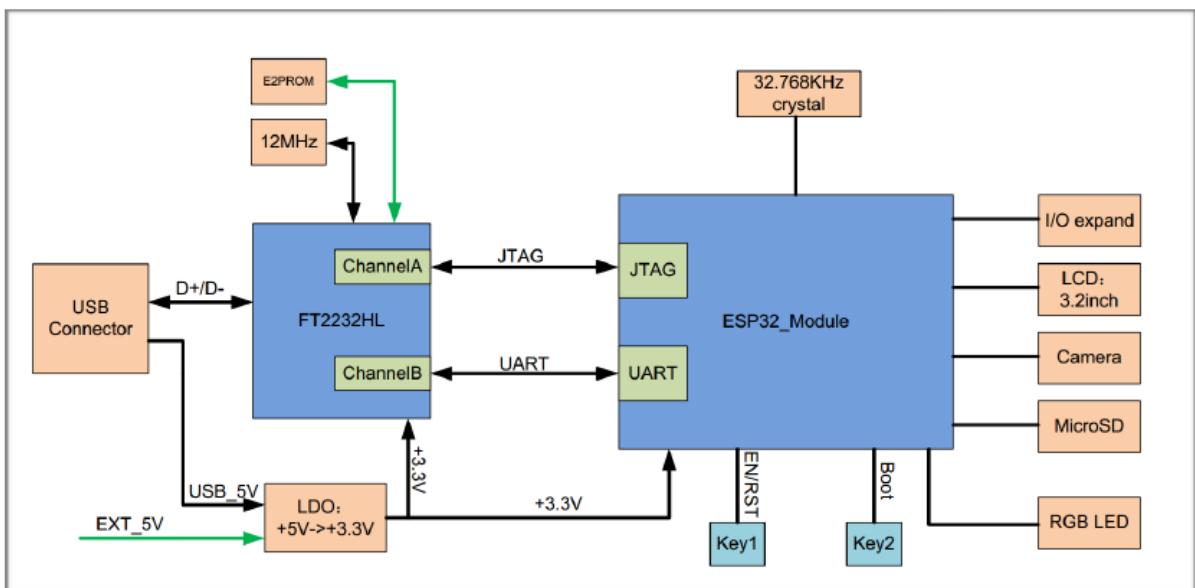 E2PROM
12MHz
32.768KHz
crystal
USB
Connector
D+/D-
FT2232HL
ChannelA
ChannelB
JTAG
UART
JTAG
UART
ESP32_Module
I/O expand
LCD：
3.2inch
Camera
MicroSD
RGB LED
USB_5V
EXT_5V
LDO：
+5V->+3.3V
+3.3V
+3.3V
EN/RST
Boot
Key1
Key2